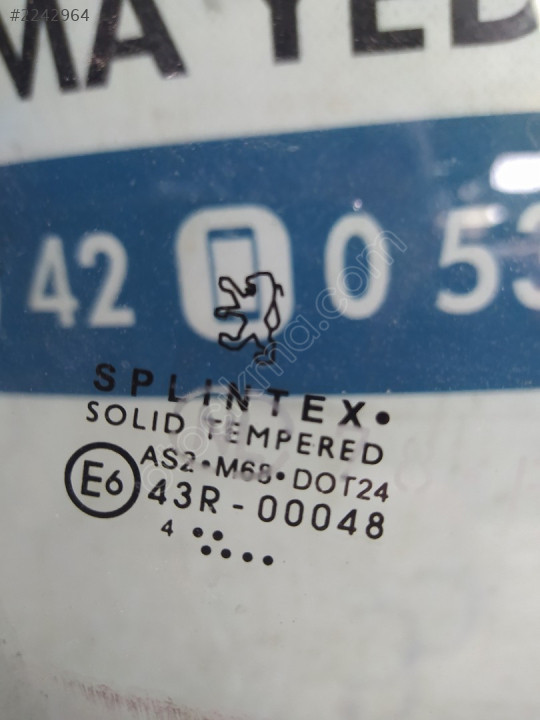 #2242964
MA YED
42 0 53
SPLINTEX•
SOLID TEMPERED
AS2•M68•DOT24
E6 43R-00048
4